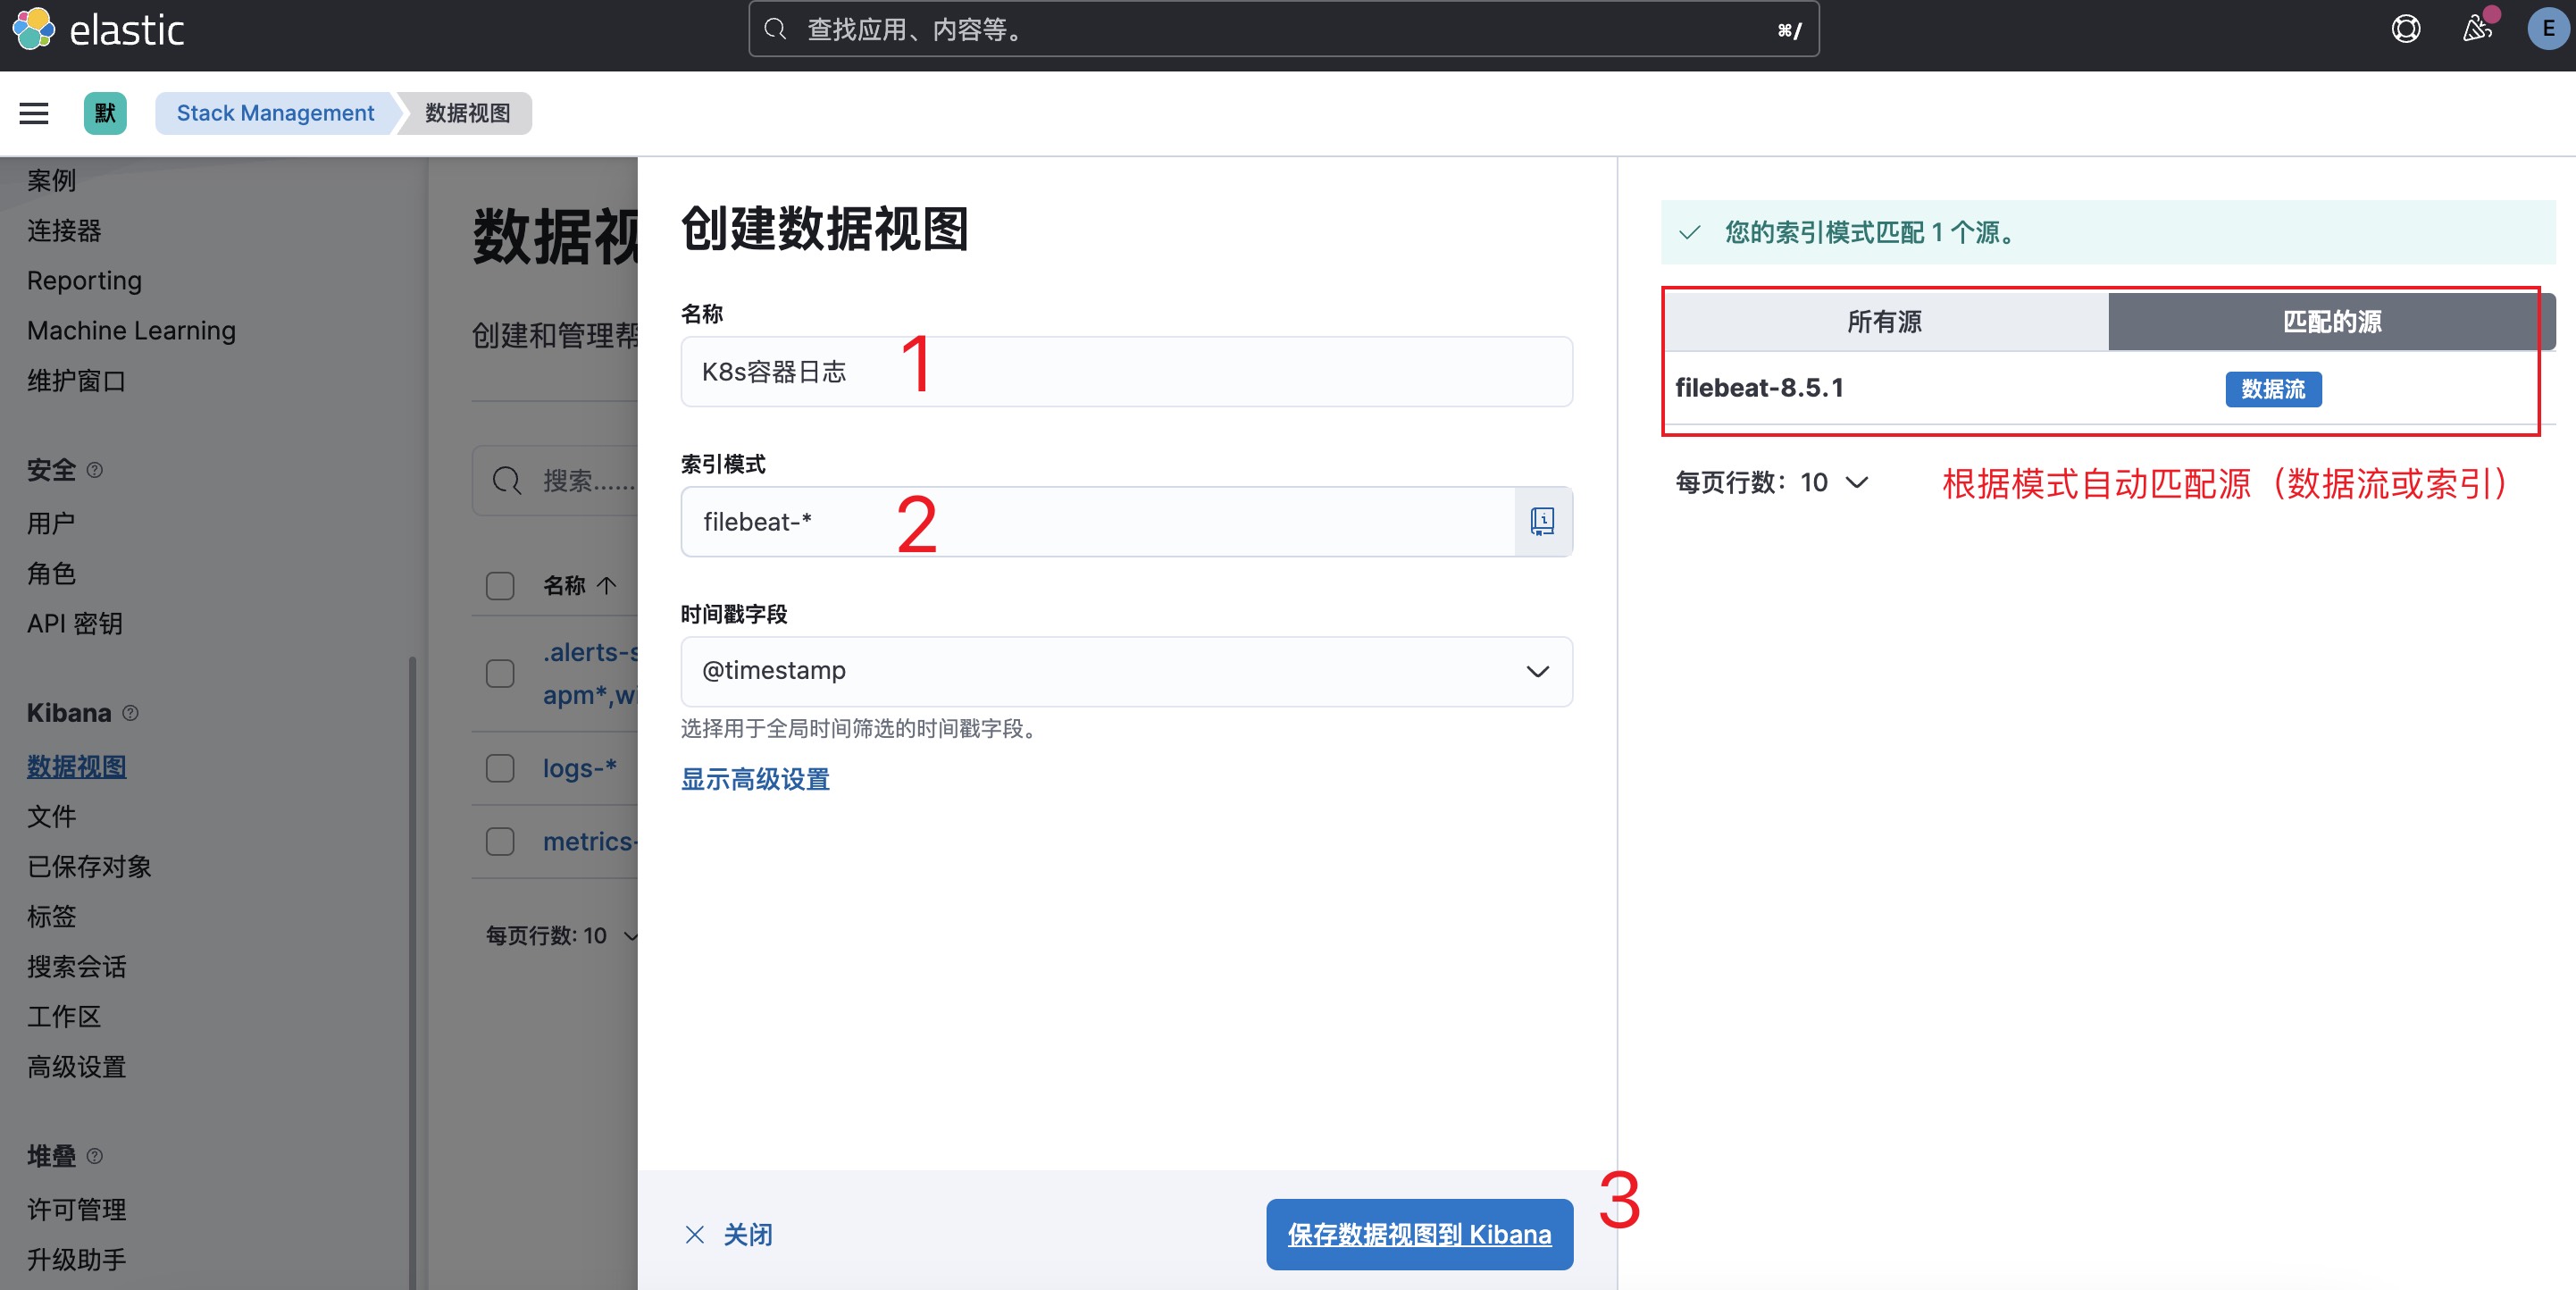 elastic
查找应用、内容等。
⌘/
E
默
Stack Management
数据视图
案例
连接器
Reporting
Machine Learning
维护窗口
安全
用户
角色
API 密钥
Kibana
数据视图
文件
已保存对象
标签
搜索会话
工作区
高级设置
堆叠
许可管理
升级助手
数据视
创建和管理帮
搜索......
名称
.alerts-s
apm*,wi
logs-*
metrics-
每页行数: 10
创建数据视图
名称
K8s容器日志
1
索引模式
filebeat-*
2
时间戳字段
@timestamp
选择用于全局时间筛选的时间戳字段。
显示高级设置
关闭
保存数据视图到 Kibana
3
您的索引模式匹配 1 个源。
所有源
匹配的源
filebeat-8.5.1
数据流
每页行数：10
根据模式自动匹配源（数据流或索引）